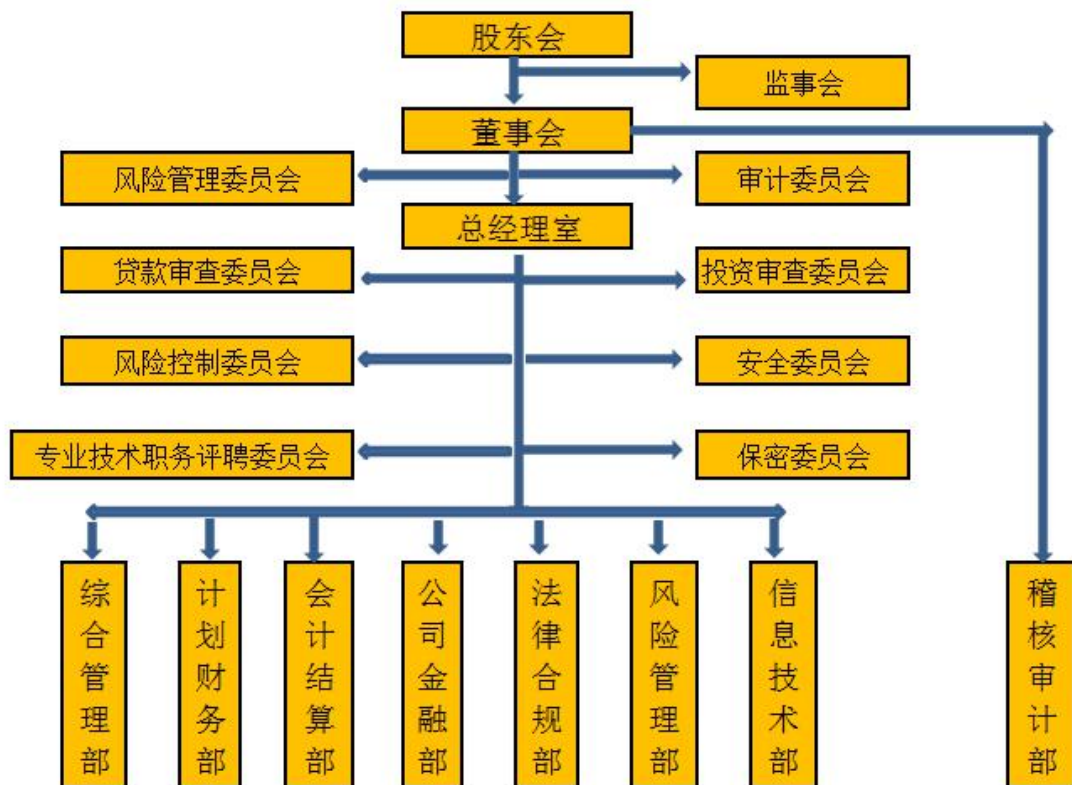 股东会
监事会
董事会
风险管理委员会
审计委员会
总经理室
贷款审查委员会
投资审查委员会
风险控制委员会
安全委员会
专业技术职务评聘委员会
保密委员会
综合管理部
计划财务部
会计结算部
公司金融部
法律合规部
风险管理部
信息技术部
稽核审计部